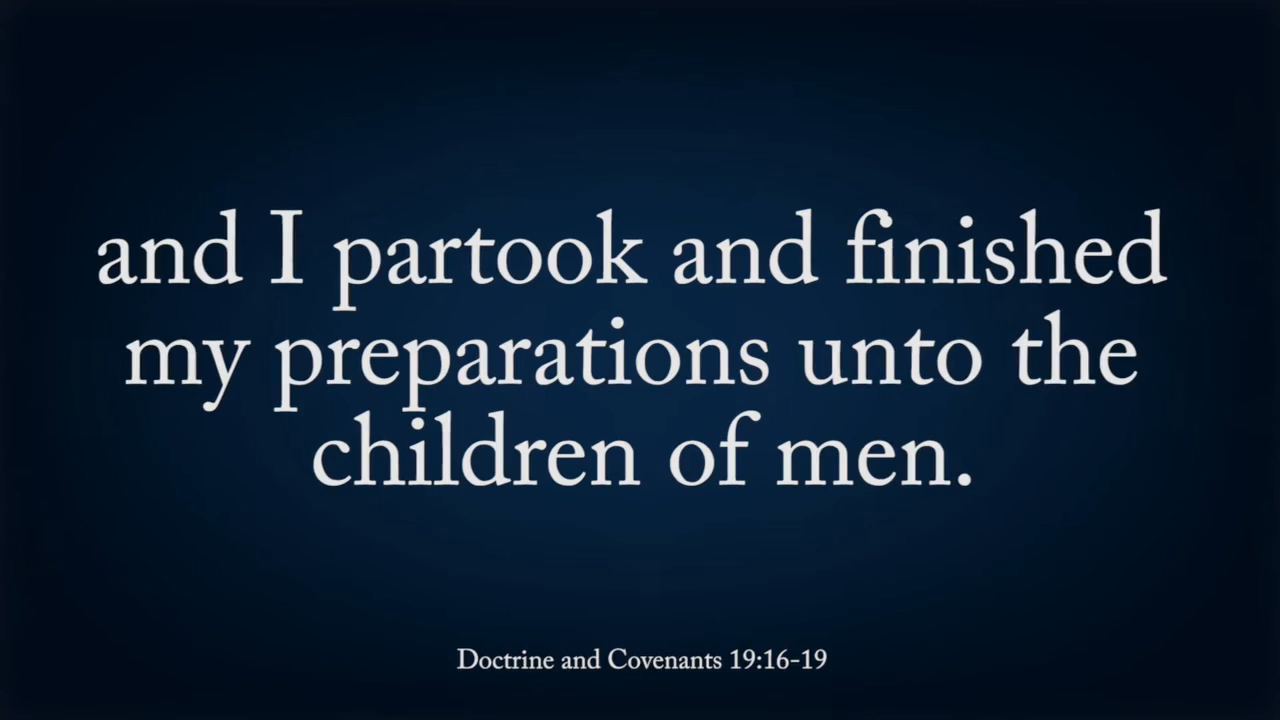 and I partook and finished
my preparations unto the
children of men.
Doctrine and Covenants 19:16-19